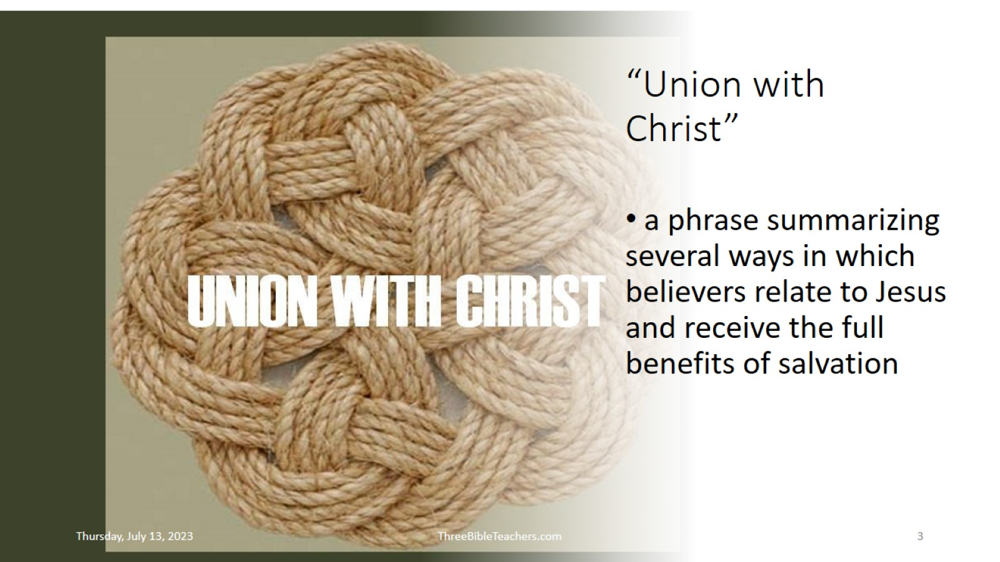 “Union with
Christ”
• a phrase summarizing
several ways in which
believers relate to Jesus
and receive the full
benefits of salvation
UNION WITH CHRIST
Thursday, July 13, 2023
ThreeBibleTeachers.com
3